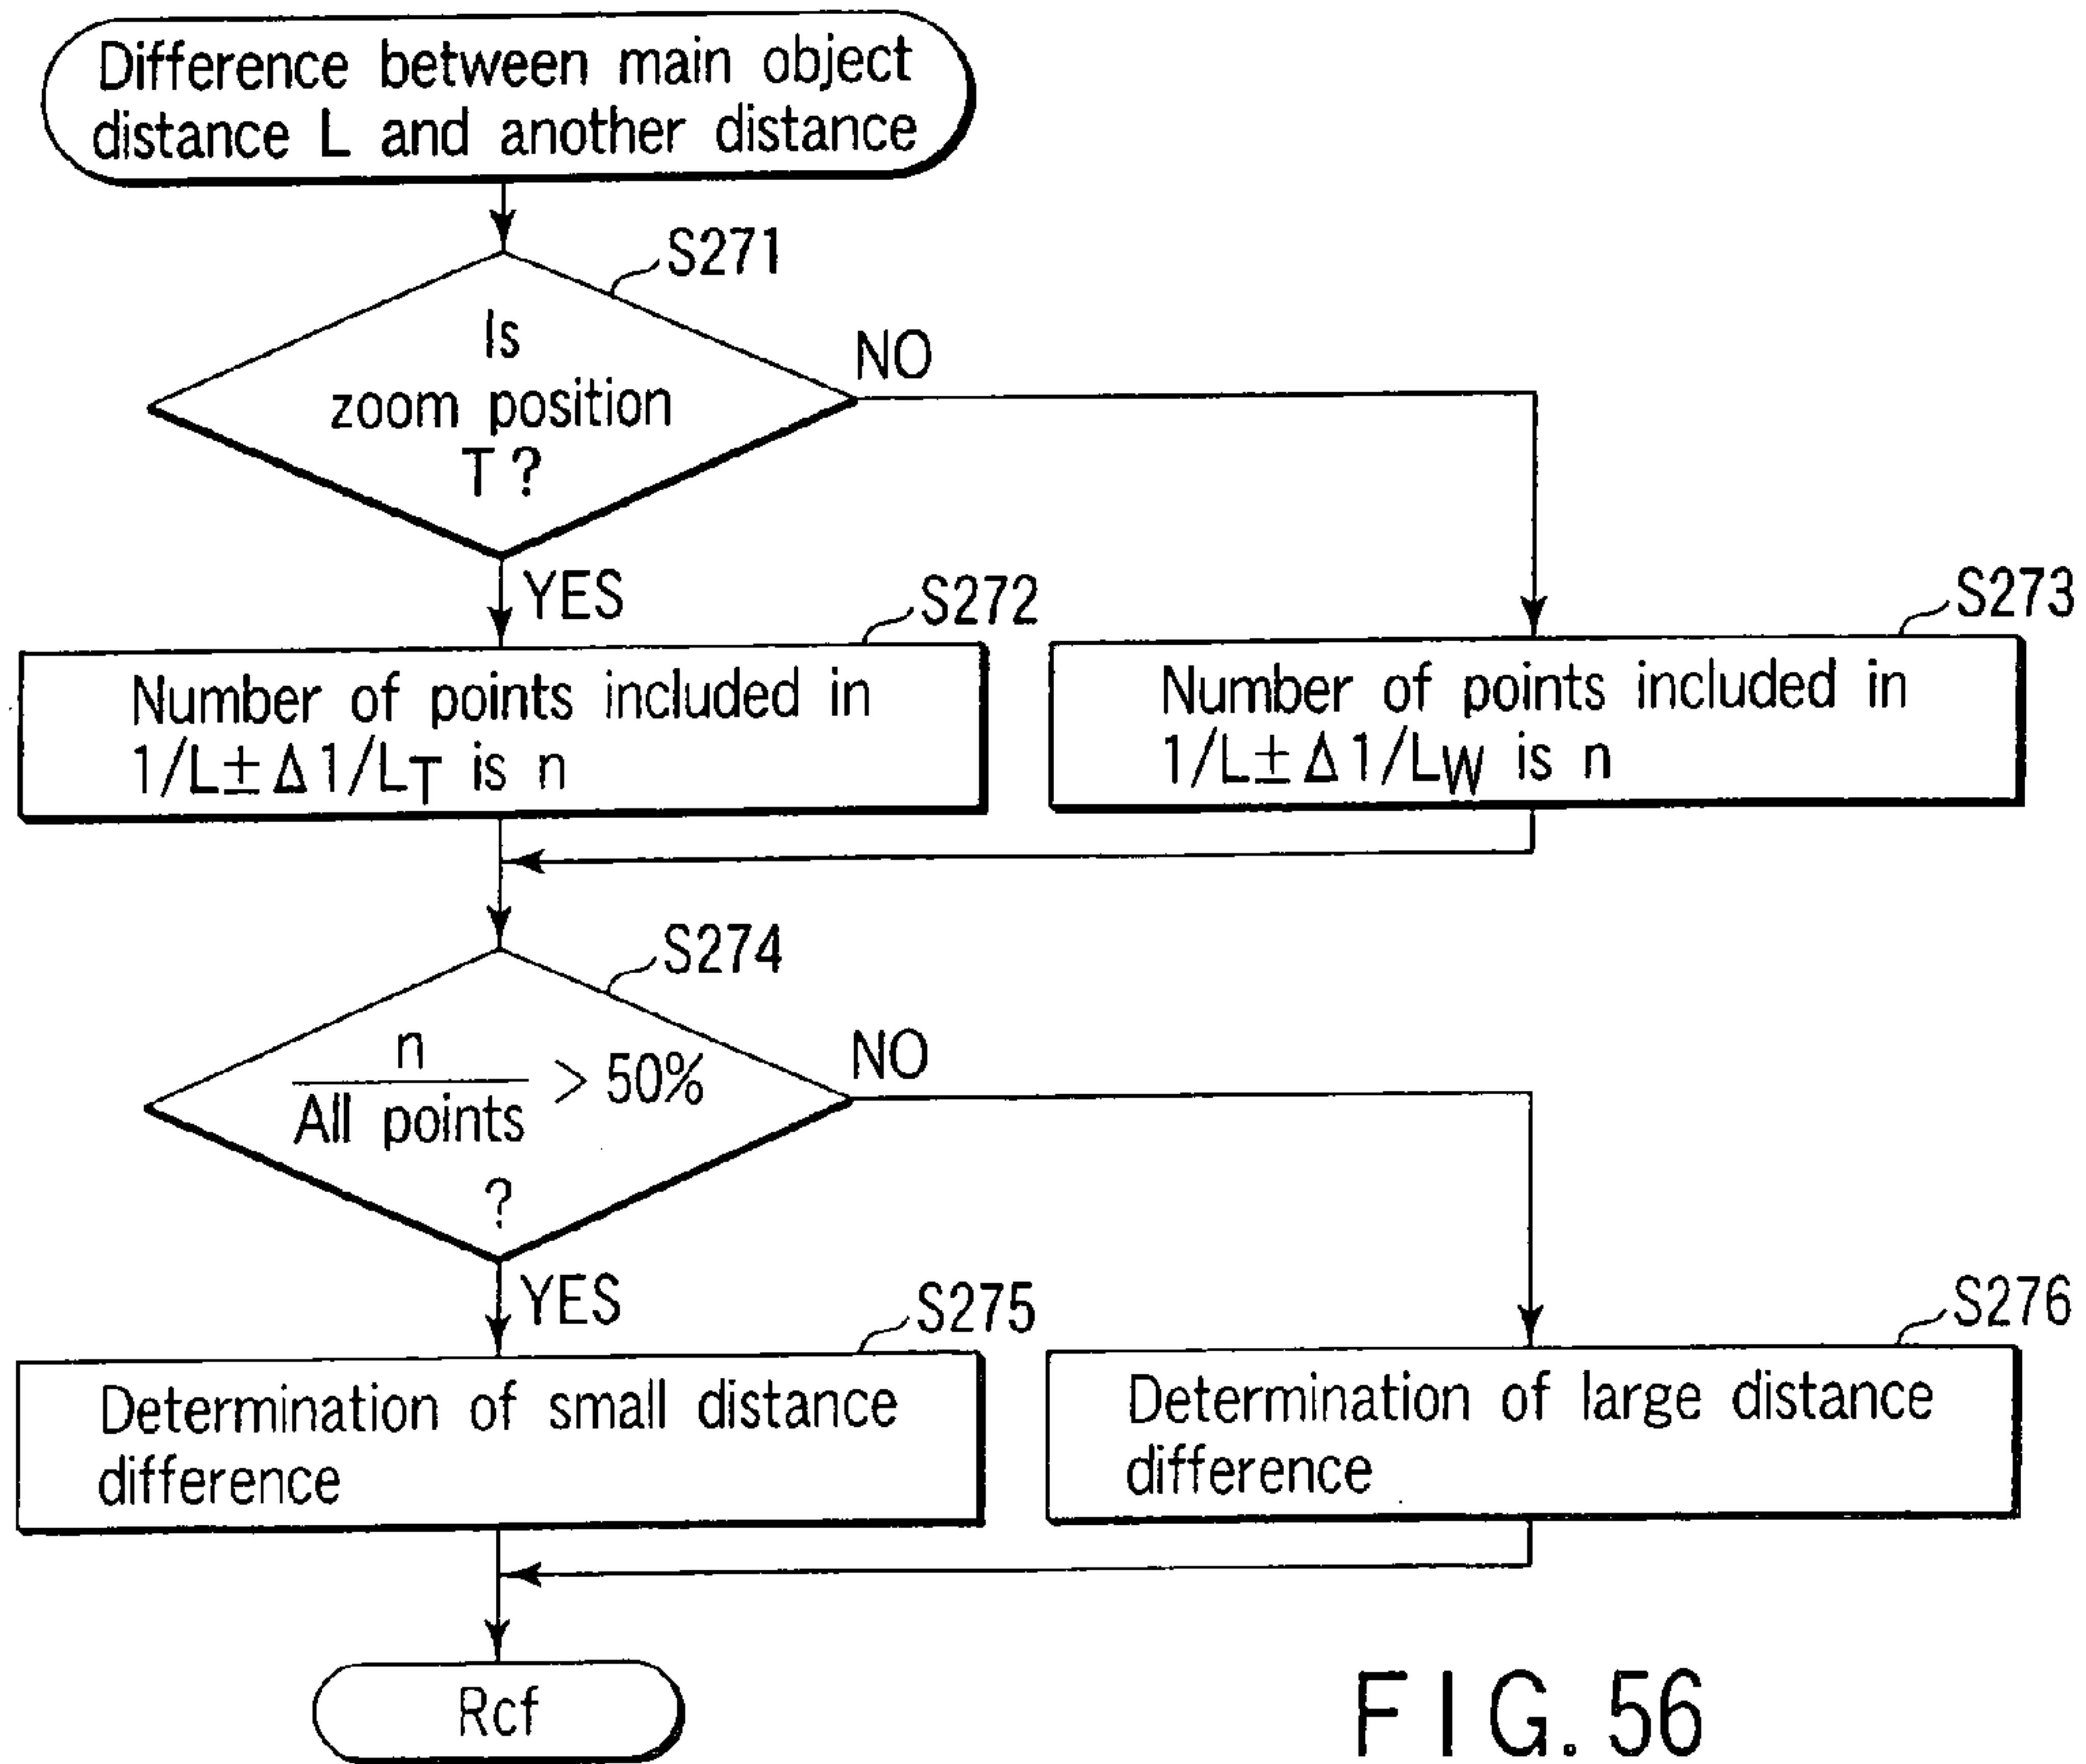 Difference between main object
distance L and another distance
S271
Is
zoom position
T ?
NO
YES
S272
Number of points included in
1/L±Δ1/LT is n
S273
Number of points included in
1/L±Δ1/LW is n
S274
n
All points
> 50%
?
NO
YES
S275
Determination of small distance
difference
S276
Determination of large distance
difference
Rcf
FIG. 56